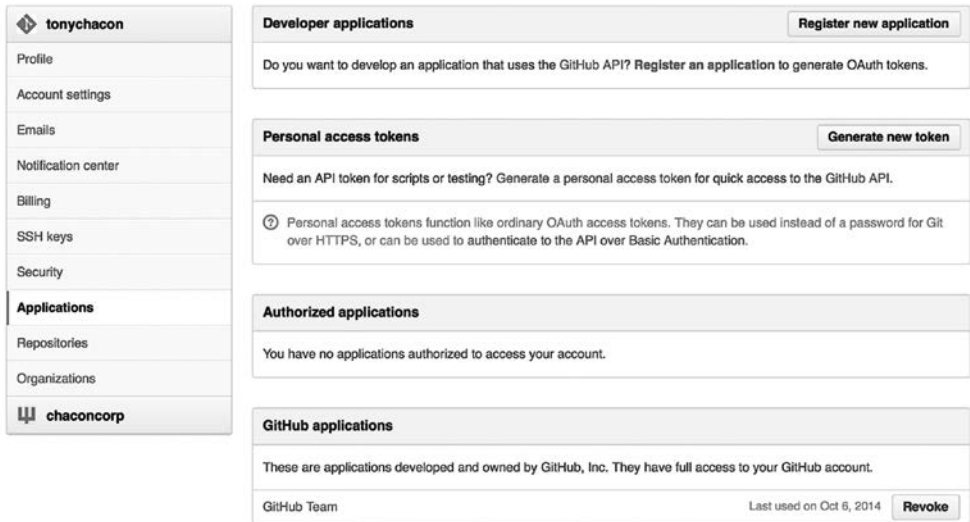 tonychacon
Profile
Account settings
Emails
Notification center
Billing
SSH keys
Security
Applications
Repositories
Organizations
chaconcorp
Developer applications
Register new application
Do you want to develop an application that uses the GitHub API? Register an application to generate OAuth tokens.
Personal access tokens
Generate new token
Need an API token for scripts or testing? Generate a personal access token for quick access to the GitHub API.
Personal access tokens function like ordinary OAuth access tokens. They can be used instead of a password for Git
over HTTPS, or can be used to authenticate to the API over Basic Authentication.
Authorized applications
You have no applications authorized to access your account.
GitHub applications
These are applications developed and owned by GitHub, Inc. They have full access to your GitHub account.
GitHub Team
Last used on Oct 6, 2014
Revoke